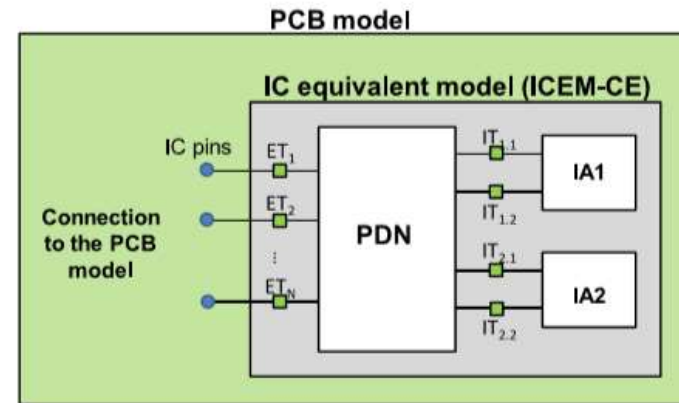 PCB model
IC equivalent model (ICEM-CE)
IC pins
ET1
IT1.1
IA1
ET2
IT1.2
Connection
to the PCB
model
PDN
⋮
IT2.1
ETN
IA2
IT2.2